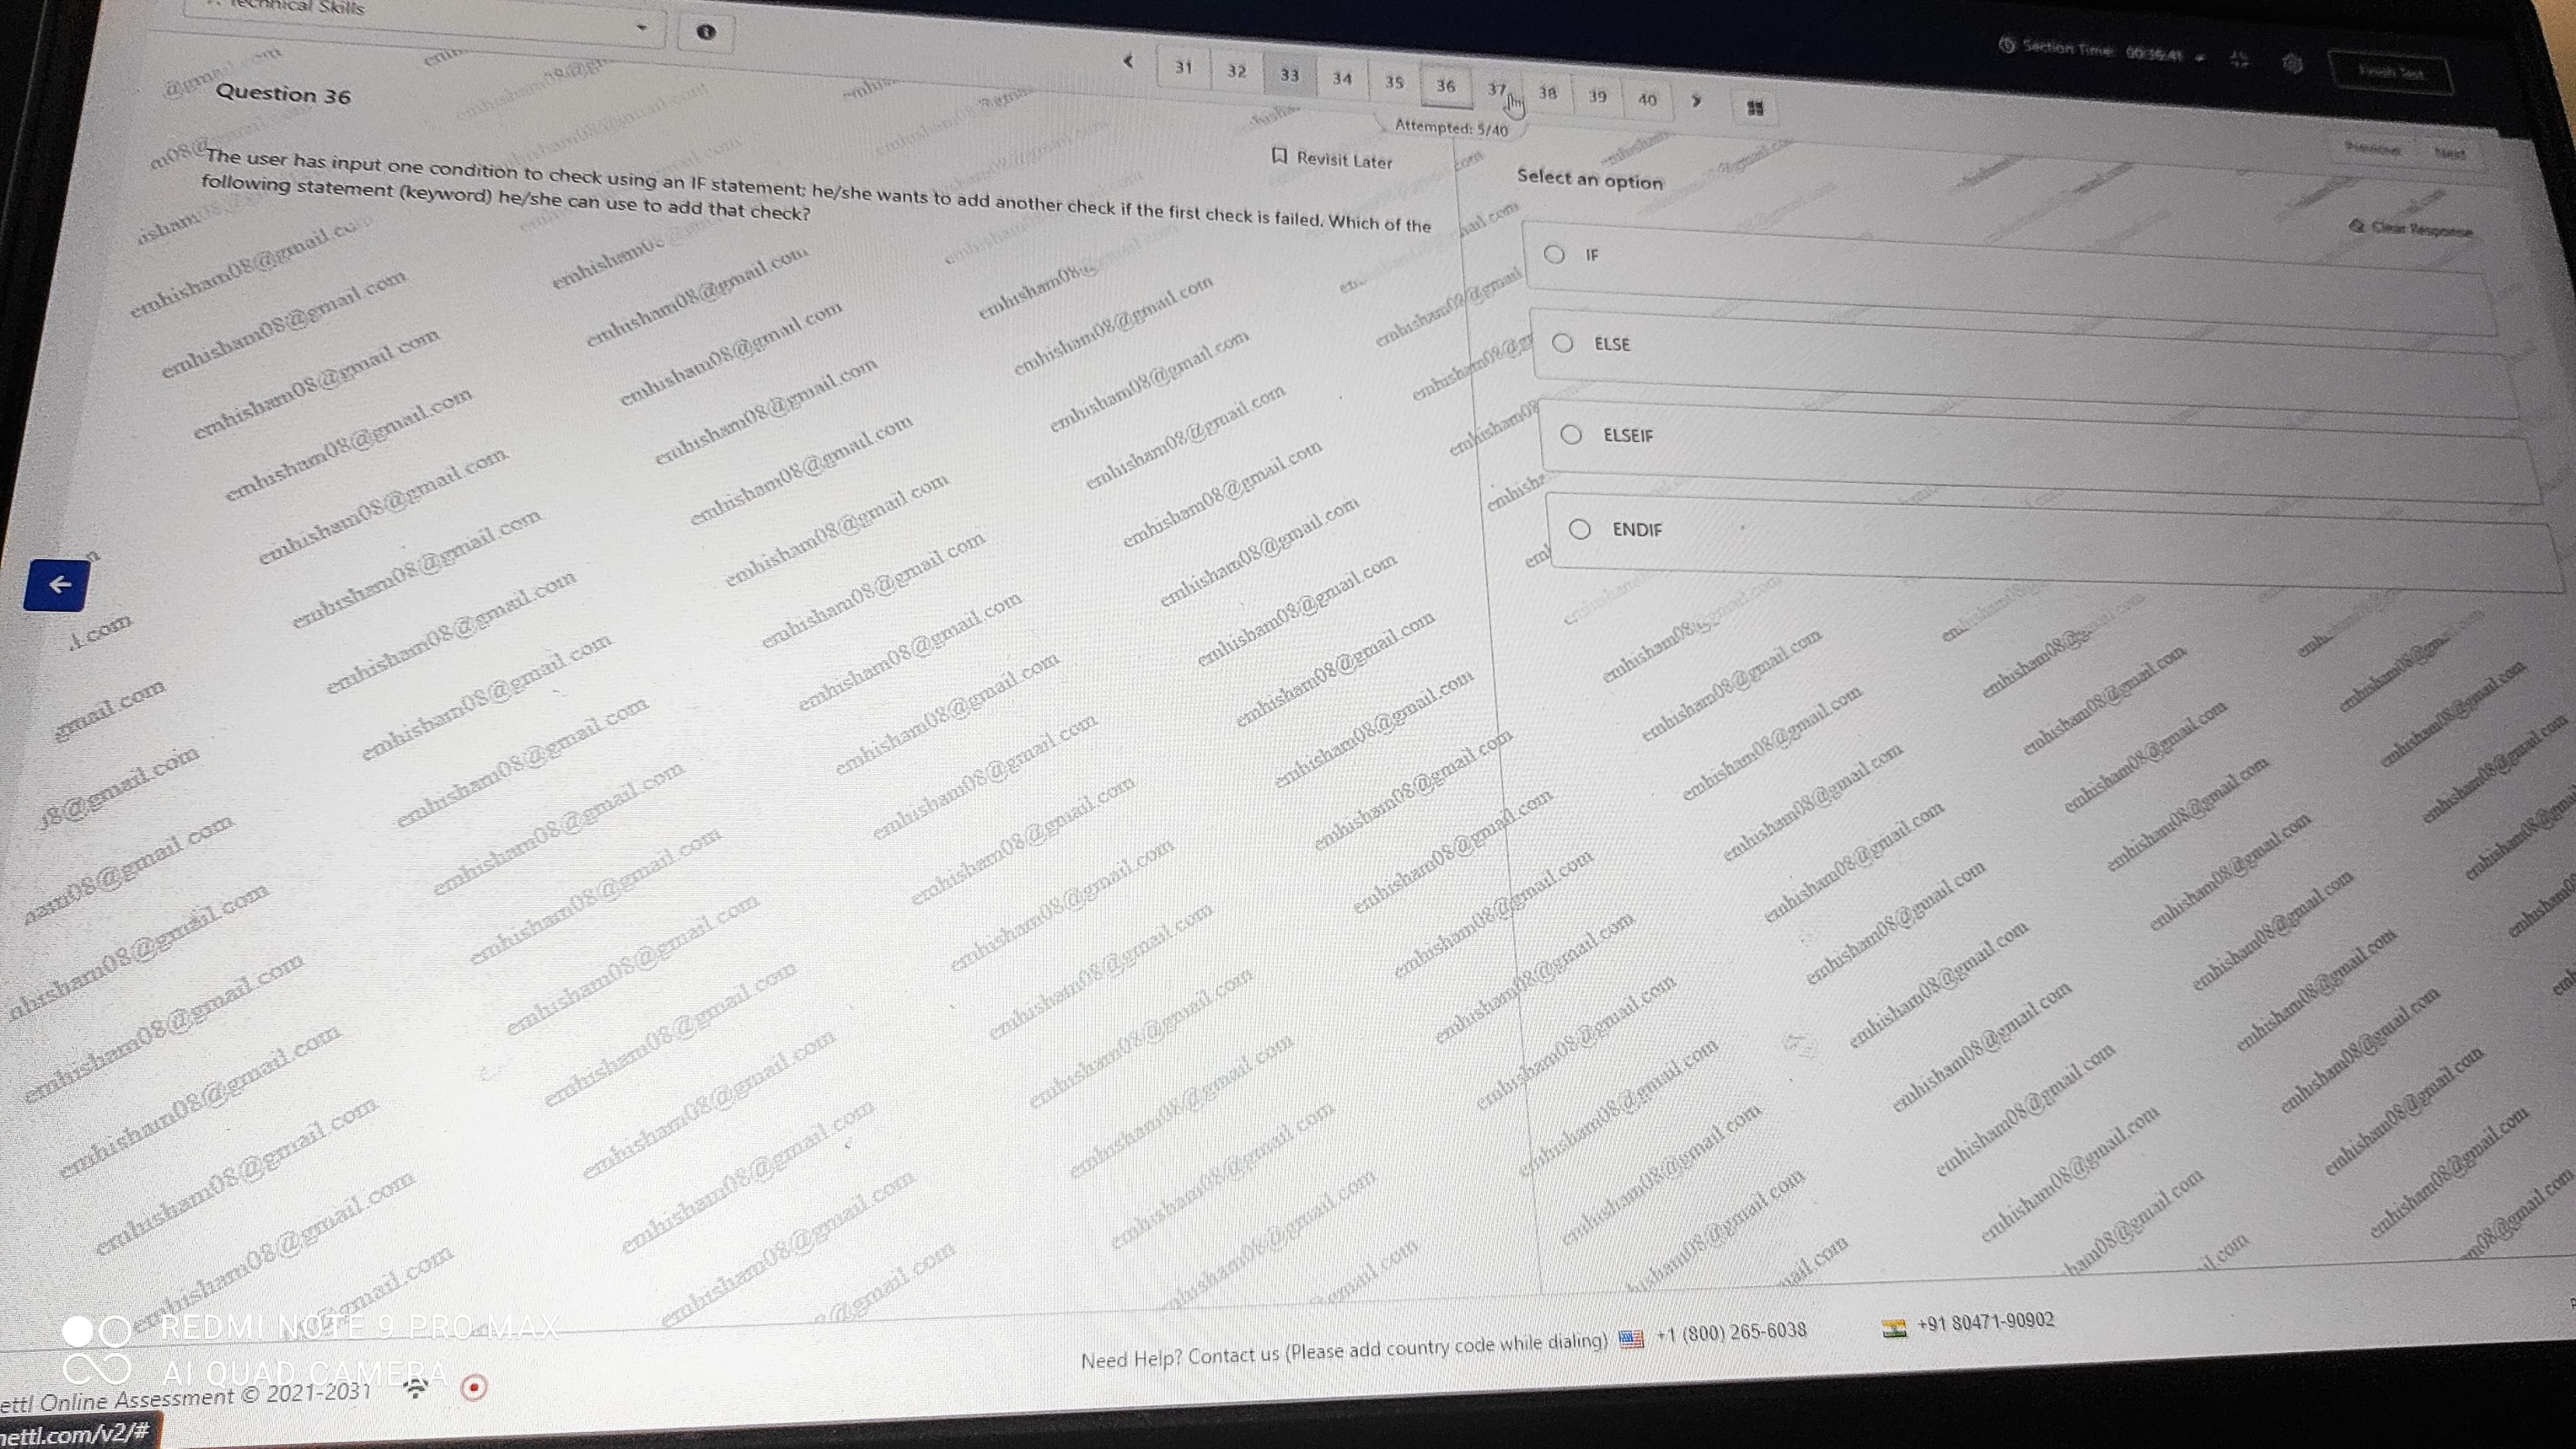 Technical Skills
Section Time: 00:36:41
Finish Test
31 32 33 34 35 36 37 38 39 40
Attempted: 5/40
Question 36
Revisit Later
Previous Next
The user has input one condition to check using an IF statement; he/she wants to add another check if the first check is failed. Which of the
following statement (keyword) he/she can use to add that check?
Select an option
Clear Response
IF
ELSE
ELSEIF
ENDIF
emhisham08@gmail.com
Need Help? Contact us (Please add country code while dialing) +1 (800) 265-6038 +91 80471-90902
REDMI NOTE 9 PRO MAX
AI QUAD CAMERA
ettl Online Assessment © 2021-2031
nettl.com/v2/#